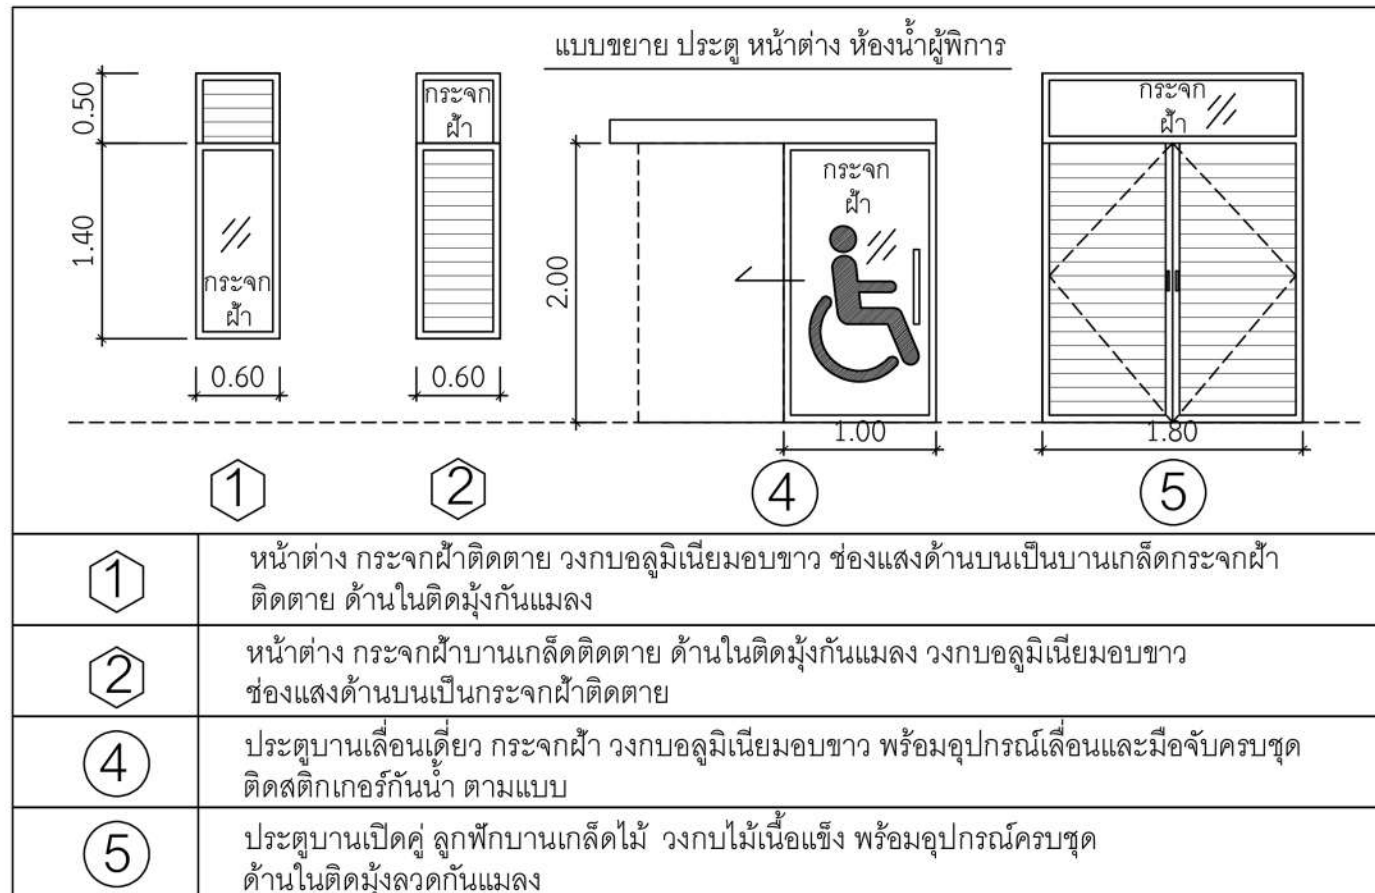 แบบขยาย ประตู หน้าต่าง ห้องน้ำผู้พิการ
0.50
1.40
กระจก
ฝ้า
0.60
กระจก
ฝ้า
0.60
2.00
กระจก
ฝ้า
1.00
กระจก
ฝ้า
1.80
1
2
4
5
1
หน้าต่าง กระจกฝ้าติดตาย วงกบอลูมิเนียมอบขาว ช่องแสงด้านบนเป็นบานเกล็ดกระจกฝ้า
ติดตาย ด้านในติดมุ้งกันแมลง
2
หน้าต่าง กระจกฝ้าบานเกล็ดติดตาย ด้านในติดมุ้งกันแมลง วงกบอลูมิเนียมอบขาว
ช่องแสงด้านบนเป็นกระจกฝ้าติดตาย
4
ประตูบานเลื่อนเดี่ยว กระจกฝ้า วงกบอลูมิเนียมอบขาว พร้อมอุปกรณ์เลื่อนและมือจับครบชุด
ติดสติกเกอร์กันน้ำ ตามแบบ
5
ประตูบานเปิดคู่ ลูกฟักบานเกล็ดไม้ วงกบไม้เนื้อแข็ง พร้อมอุปกรณ์ครบชุด
ด้านในติดมุ้งลวดกันแมลง